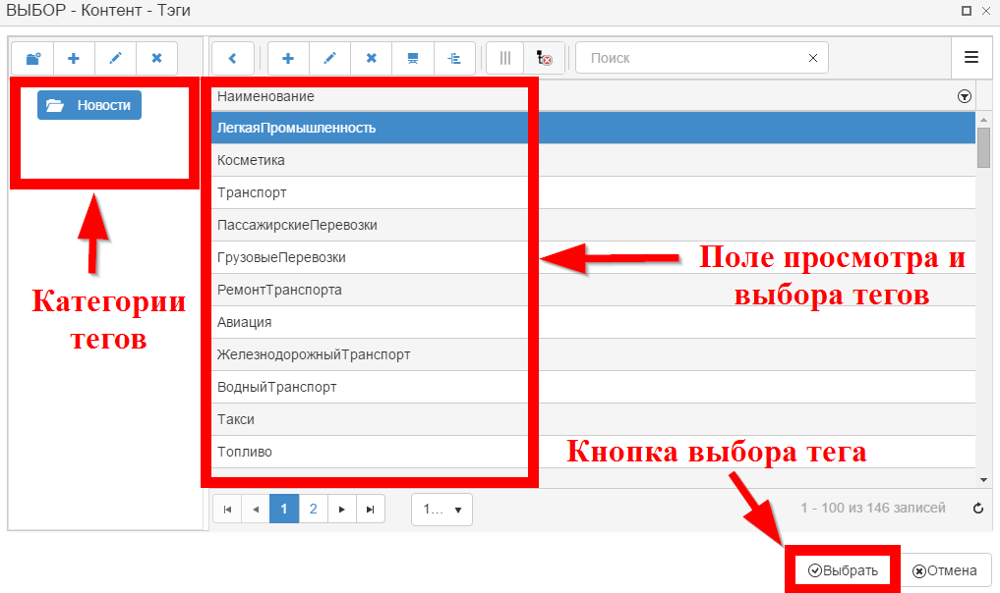 ВЫБОР - Контент - Тэги
Поиск
Новости
Наименование
ЛегкаяПромышленность
Косметика
Транспорт
ПассажирскиеПеревозки
ГрузовыеПеревозки
РемонтТранспорта
Авиация
ЖелезнодорожныйТранспорт
ВодныйТранспорт
Такси
Топливо
Категории
тегов
Поле просмотра и
выбора тегов
Кнопка выбора тега
1 2
1...
1 - 100 из 146 записей
Выбрать
Отмена